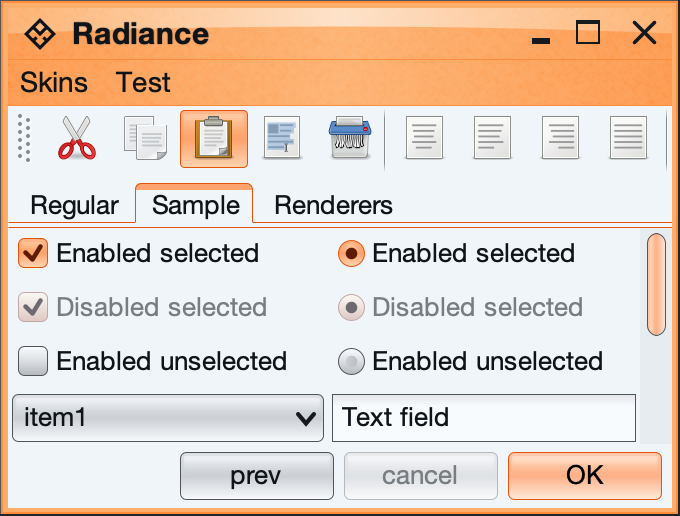 Radiance
Skins Test
Regular Sample Renderers
Enabled selected Enabled selected
Disabled selected Disabled selected
Enabled unselected Enabled unselected
item1 Text field
prev cancel OK